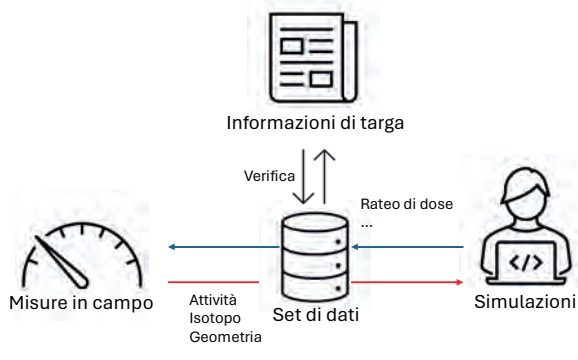 Informazioni di targa
Verifica
Rateo di dose
...
</>
Misure in campo
Attività
Isotopo
Geometria
Set di dati
Simulazioni